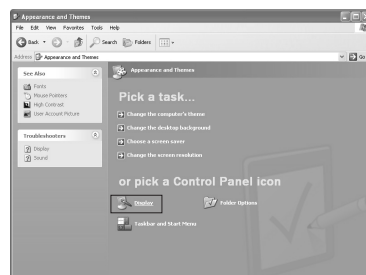 Appearance and Themes
File Edit View Favorites Tools Help
Back Search Folders
Address Appearance and Themes Go
See Also
Fonts
Mouse Pointers
High Contrast
User Account Picture
Troubleshooters
Display
Sound
Appearance and Themes
Pick a task...
Change the computer's theme
Change the desktop background
Choose a screen saver
Change the screen resolution
or pick a Control Panel icon
Display Folder Options
Taskbar and Start Menu